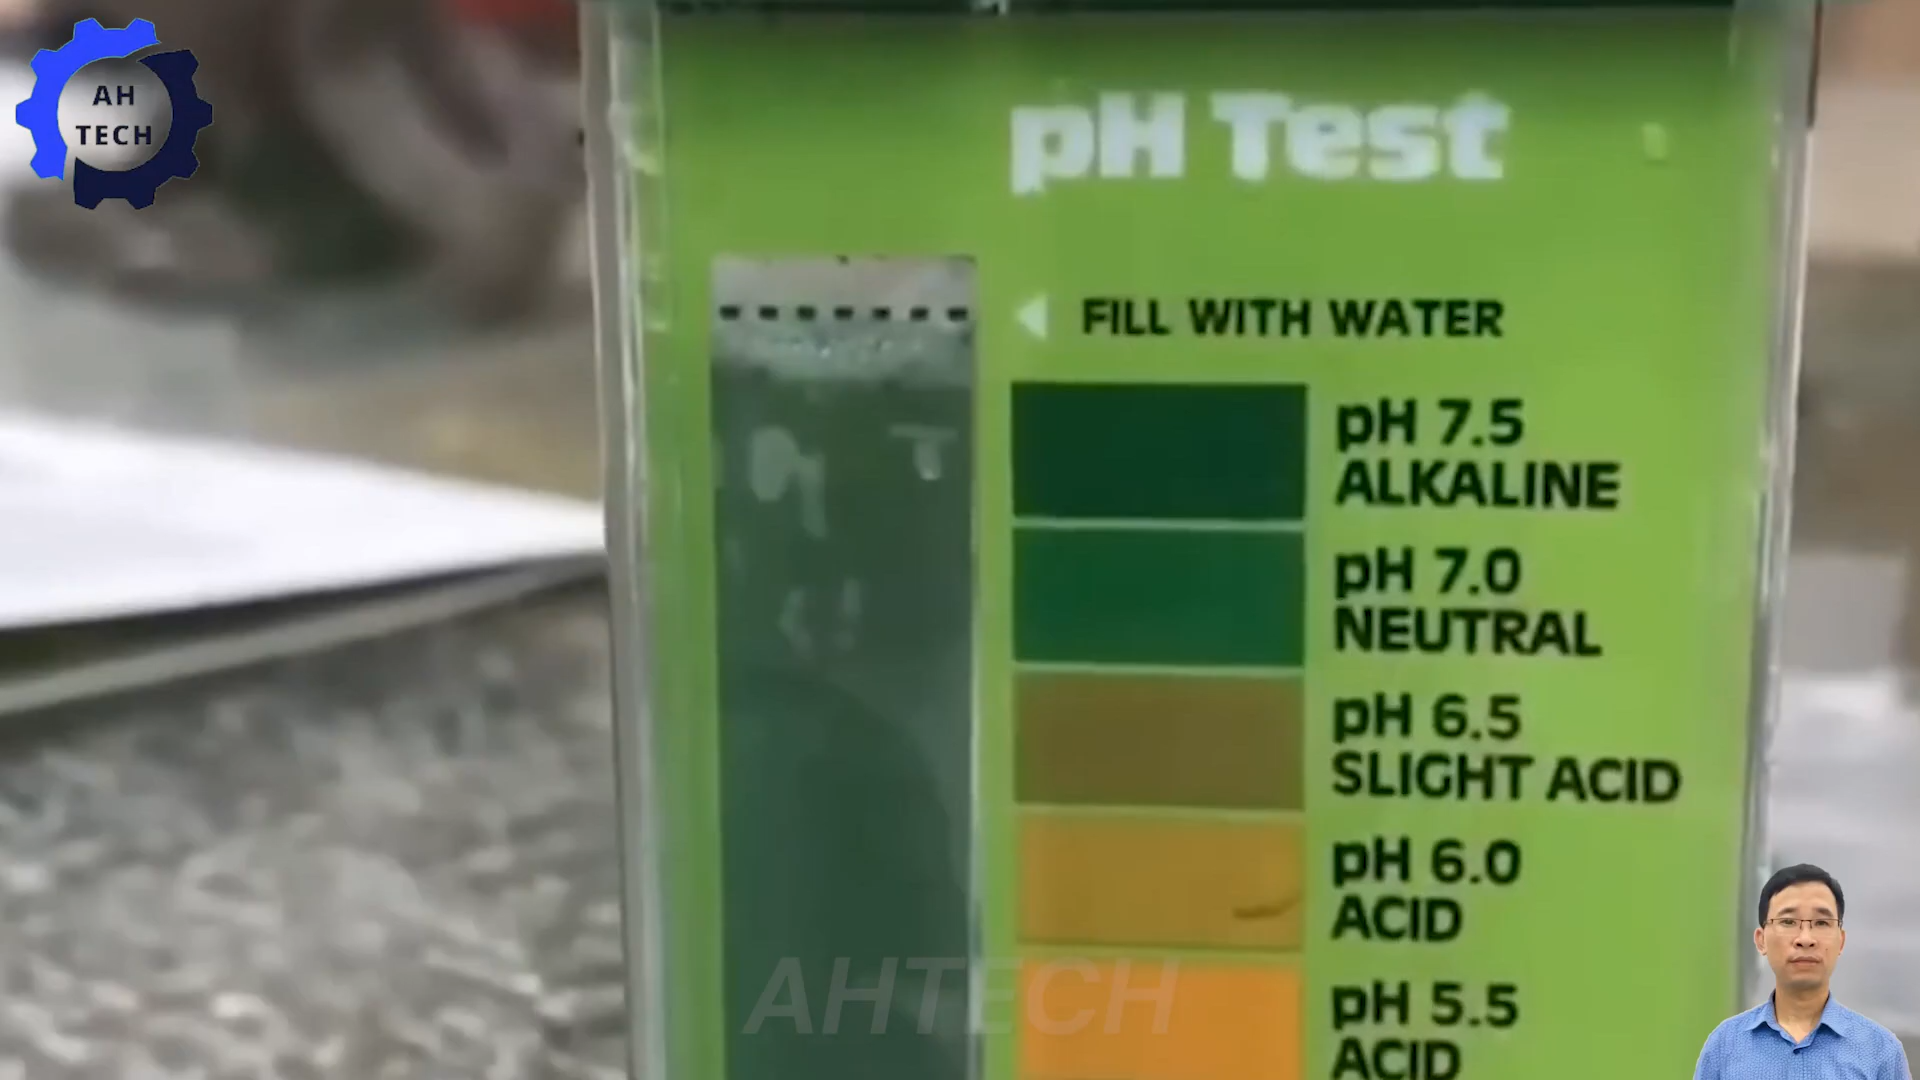 AH
TECH
pH Test
FILL WITH WATER
pH 7.5
ALKALINE
pH 7.0
NEUTRAL
pH 6.5
SLIGHT ACID
pH 6.0
ACID
pH 5.5
ACID
AHTECH